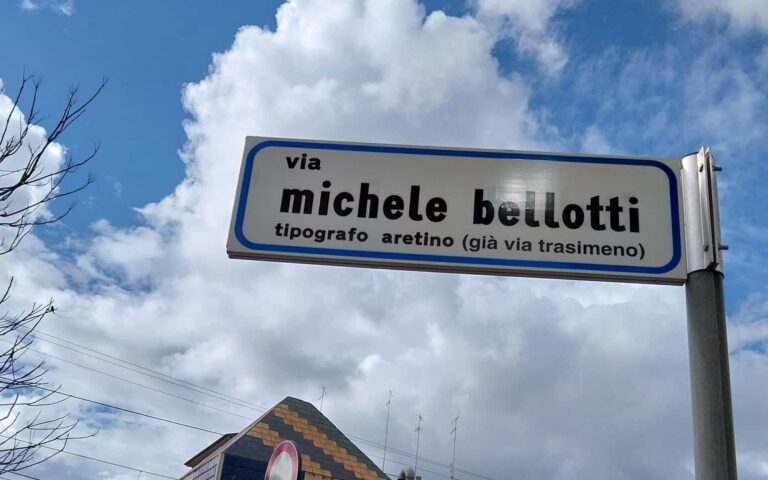 via
michele bellotti
tipografo aretino (già via trasimeno)